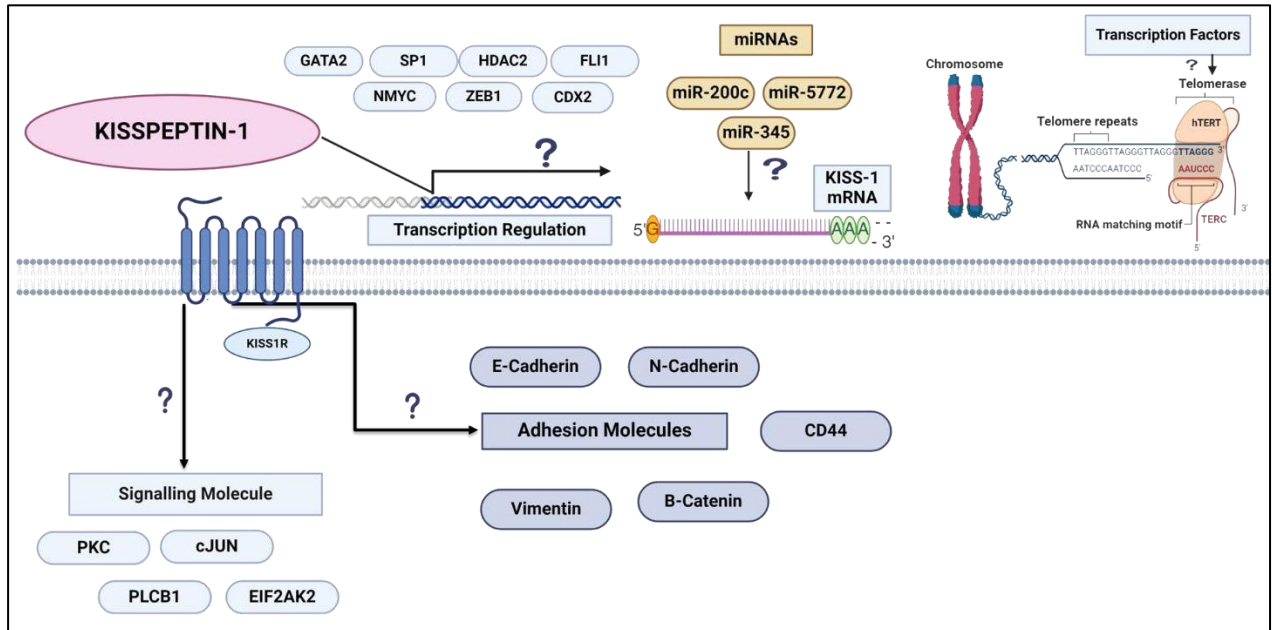 GATA2
SP1
HDAC2
FLI1
NMYC
ZEB1
CDX2
KISSPEPTIN-1
?
Transcription Regulation
miRNAs
miR-200c
miR-5772
miR-345
?
KISS-1
mRNA
5'G
AAA
- -
- 3'
Transcription Factors
?
Telomerase
Chromosome
hTERT
Telomere repeats
TTAGGGTTAGGGTTAGGGTTAGGG 3'
AATCCCAATCCC
AAUCCC
5'
RNA matching motif
TERC
3'
5'
KISS1R
?
?
E-Cadherin
N-Cadherin
Adhesion Molecules
CD44
Vimentin
B-Catenin
Signalling Molecule
PKC
cJUN
PLCB1
EIF2AK2